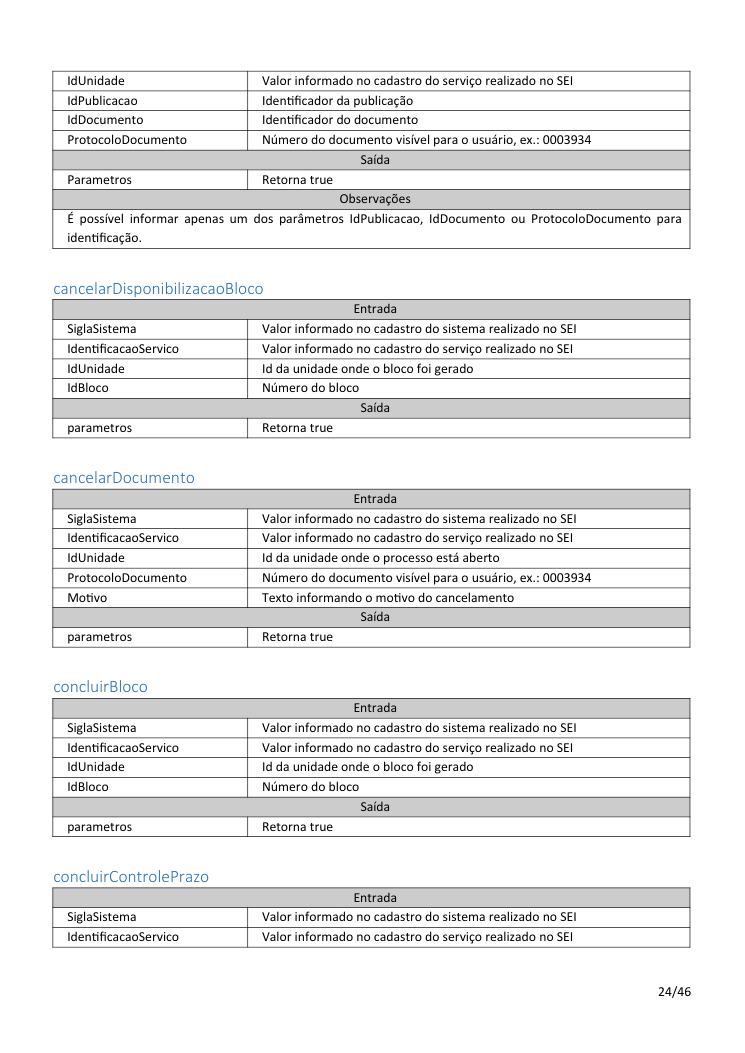 IdUnidade Valor informado no cadastro do serviço realizado no SEI
IdPublicacao Identificador da publicação
IdDocumento Identificador do documento
ProtocoloDocumento Número do documento visível para o usuário, ex.: 0003934
Saída
Parametros Retorna true
Observações
É possível informar apenas um dos parâmetros IdPublicacao, IdDocumento ou ProtocoloDocumento para
identificação.
cancelarDisponibilizacaoBloco
Entrada
SiglaSistema Valor informado no cadastro do sistema realizado no SEI
IdentificacaoServico Valor informado no cadastro do serviço realizado no SEI
IdUnidade Id da unidade onde o bloco foi gerado
IdBloco Número do bloco
Saída
parametros Retorna true
cancelarDocumento
Entrada
SiglaSistema Valor informado no cadastro do sistema realizado no SEI
IdentificacaoServico Valor informado no cadastro do serviço realizado no SEI
IdUnidade Id da unidade onde o processo está aberto
ProtocoloDocumento Número do documento visível para o usuário, ex.: 0003934
Motivo Texto informando o motivo do cancelamento
Saída
parametros Retorna true
concluirBloco
Entrada
SiglaSistema Valor informado no cadastro do sistema realizado no SEI
IdentificacaoServico Valor informado no cadastro do serviço realizado no SEI
IdUnidade Id da unidade onde o bloco foi gerado
IdBloco Número do bloco
Saída
parametros Retorna true
concluirControlePrazo
Entrada
SiglaSistema Valor informado no cadastro do sistema realizado no SEI
IdentificacaoServico Valor informado no cadastro do serviço realizado no SEI
24/46